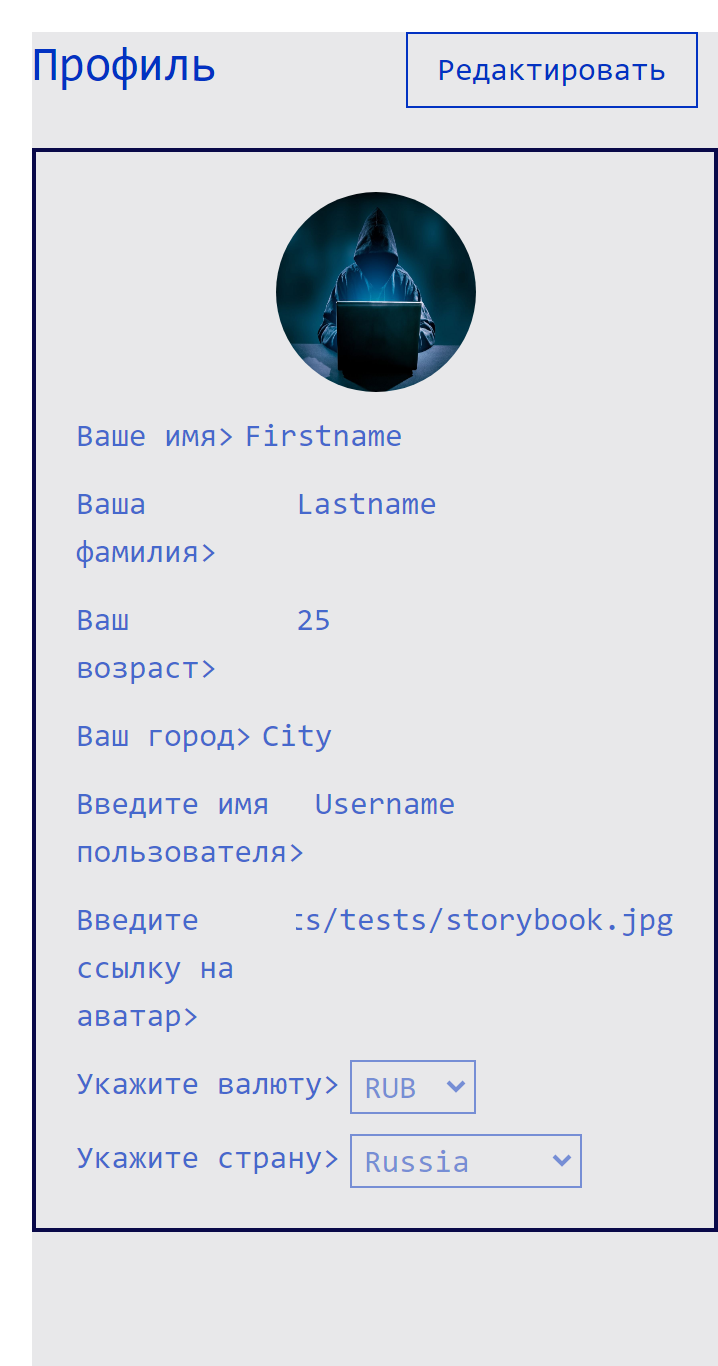 Профиль
Редактировать
Ваше имя> Firstname
Ваша Lastname
фамилия>
Ваш 25
возраст>
Ваш город> City
Введите имя Username
пользователя>
Введите ts/tests/storybook.jpg
ссылку на
аватар>
Укажите валюту> RUB
Укажите страну> Russia